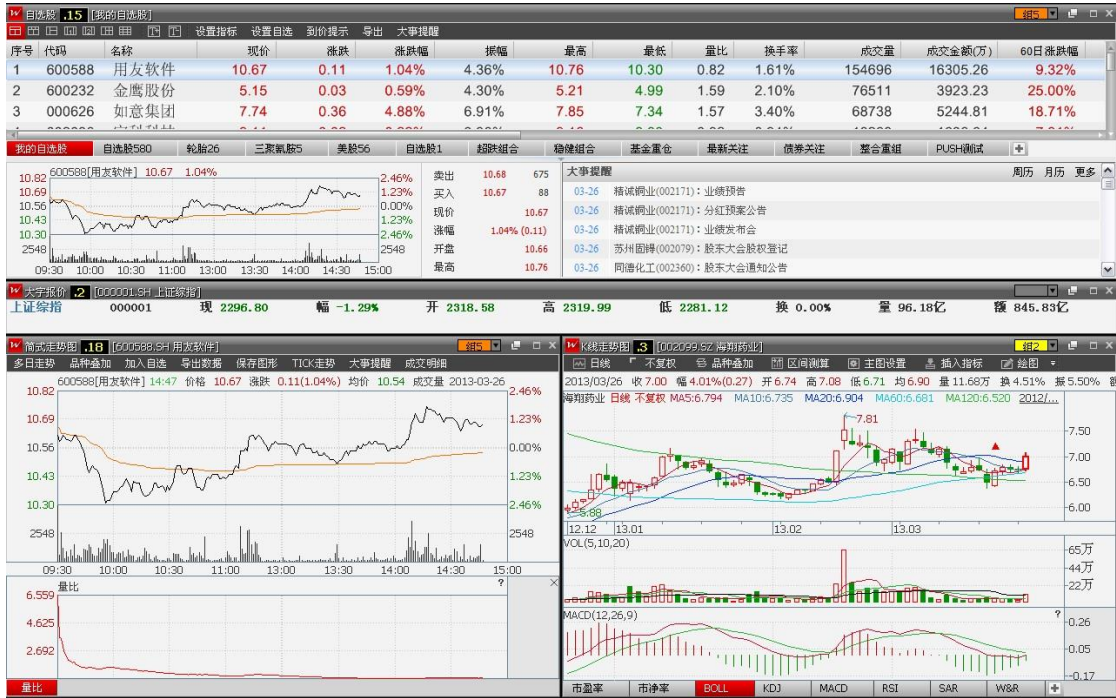 自选股 .15 [我的自选股] 组5
设置指标 设置自选 到价提示 导出 大事提醒
序号 代码 名称 现价 涨跌 涨跌幅 振幅 最高 最低 量比 换手率 成交量 成交金额(万) 60日涨跌幅
1 600588 用友软件 10.67 0.11 1.04% 4.36% 10.76 10.30 0.82 1.61% 154696 16305.26 9.32%
2 600232 金鹰股份 5.15 0.03 0.59% 4.30% 5.21 4.99 1.59 2.10% 76511 3923.23 25.00%
3 000626 如意集团 7.74 0.36 4.88% 6.91% 7.85 7.34 1.57 3.40% 68738 5244.81 18.71%
我的自选股 自选股580 轮胎26 三聚氰胺5 美股56 自选股1 超跌组合 稳健组合 基金重仓 最新关注 债券关注 整合重组 PUSH测试
600588[用友软件] 10.67 1.04%
10.82 2.46%
10.69 1.23%
10.56 0.00%
10.43 1.23%
10.30 2.46%
2548 2548
09:30 10:00 10:30 11:00 13:00 13:30 14:00 14:30 15:00
卖出 10.68 675
买入 10.67 88
现价 10.67
涨幅 1.04% (0.11)
开盘 10.66
最高 10.76
大事提醒 周历 月历 更多
03-26 精诚铜业(002171)：业绩预告
03-26 精诚铜业(002171)：分红预案公告
03-26 精诚铜业(002171)：业绩发布会
03-26 苏州固锝(002079)：股东大会股权登记
03-26 同德化工(002360)：股东大会通知公告
大字报价 .2 [000001.SH 上证综指]
上证综指 000001 现 2296.80 幅 -1.29% 开 2318.58 高 2319.99 低 2281.12 换 0.00% 量 96.18亿 额 845.83亿
简式走势图 .18 [600588.SH 用友软件] 组5
多日走势 品种叠加 加入自选 导出数据 保存图形 TICK走势 大事提醒 成交明细
600588[用友软件] 14:47 价格 10.67 涨跌 0.11(1.04%) 均价 10.54 成交量 2013-03-26
10.82 2.46%
10.69 1.23%
10.56 0.00%
10.43 1.23%
10.30 2.46%
2548 2548
09:30 10:00 10:30 11:00 13:00 13:30 14:00 14:30 15:00
量比 ?
6.559
4.625
2.692
量比
K线走势图 .3 [002099.SZ 海翔药业] 组2
日线 不复权 品种叠加 区间测算 主图设置 插入指标 绘图
2013/03/26 收7.00 幅4.01%(0.27) 开6.74 高7.08 低6.71 均6.90 量11.68万 换4.51% 振5.50%
海翔药业 日线 不复权 MA5:6.794 MA10:6.735 MA20:6.904 MA60:6.681 MA120:6.520 2012/...
7.81
7.50
7.00
6.50
6.00
5.88
12.12 13.01 13.02 13.03
VOL(5,10,20)
65万
44万
22万
MACD(12,26,9) ?
0.26
0.05
-0.17
市盈率 市净率 BOLL KDJ MACD RSI SAR W&R